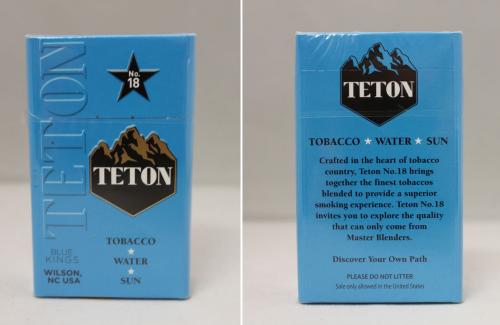 TETON
No.
18
TETON
TOBACCO
WATER
SUN
BLUE
KINGS
WILSON,
NC USA
TETON
TOBACCO ★ WATER ★ SUN
Crafted in the heart of tobacco
country, Teton No.18 brings
together the finest tobaccos
blended to provide a superior
smoking experience. Teton No.18
invites you to explore the quality
that can only come from
Master Blenders.
Discover Your Own Path
PLEASE DO NOT LITTER
Sale only allowed in the United States